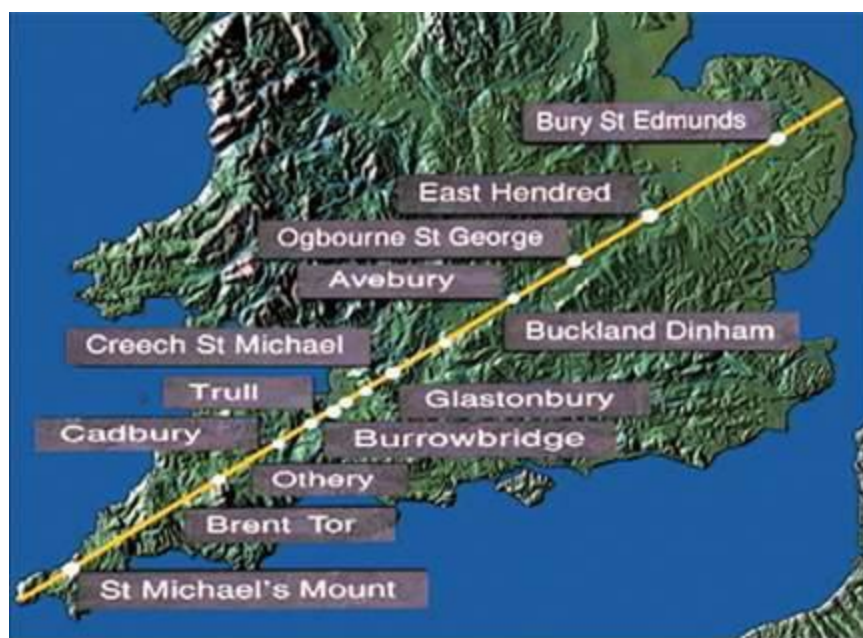 Bury St Edmunds
East Hendred
Ogbourne St George
Avebury
Buckland Dinham
Creech St Michael
Trull
Glastonbury
Cadbury
Burrowbridge
Othery
Brent Tor
St Michael's Mount